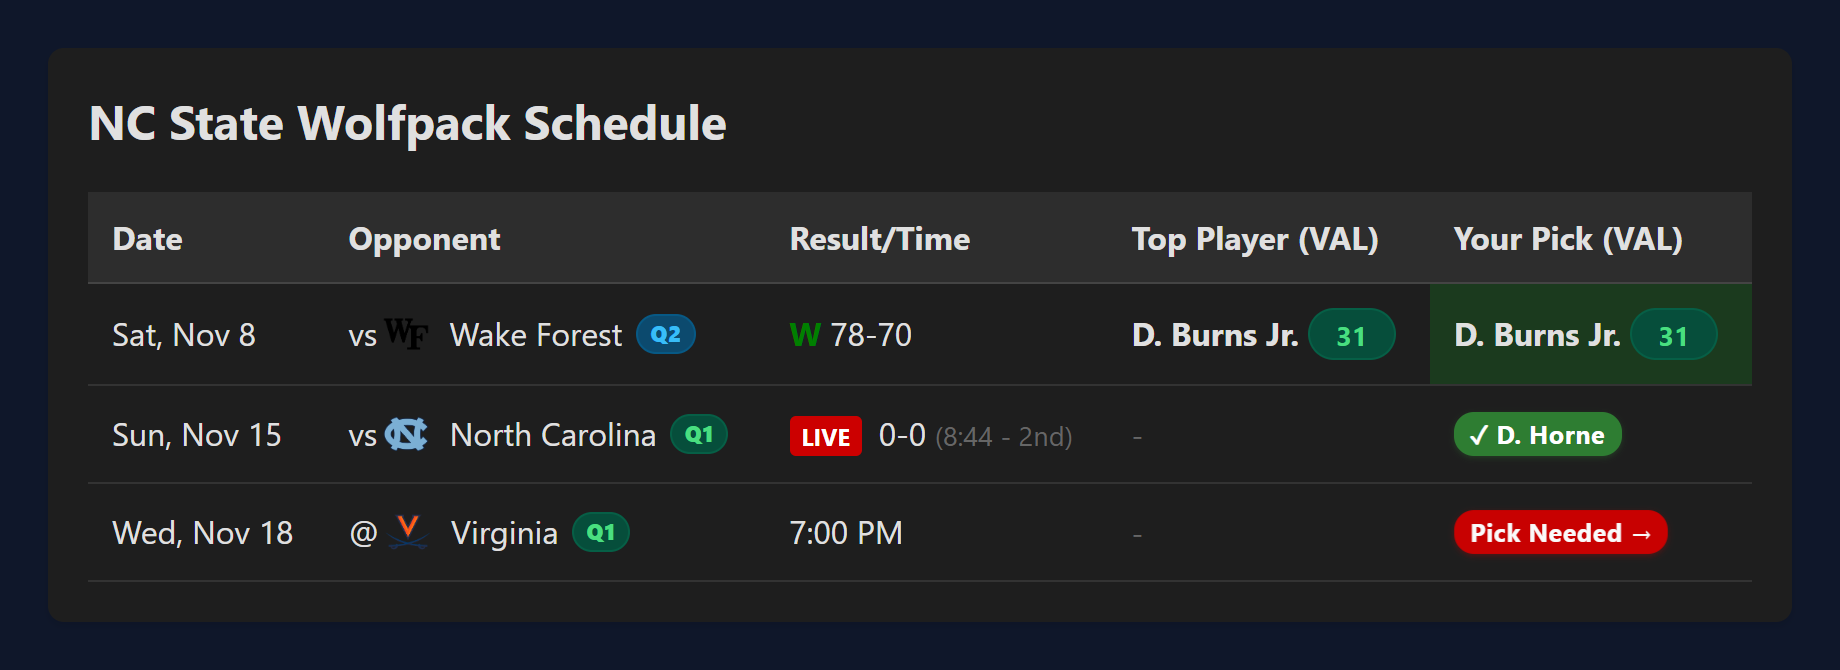 NC State Wolfpack Schedule
Date Opponent Result/Time Top Player (VAL) Your Pick (VAL)
Sat, Nov 8 vs WF Wake Forest Q2 W 78-70 D. Burns Jr. 31 D. Burns Jr. 31
Sun, Nov 15 vs NC North Carolina Q1 LIVE 0-0 (8:44 - 2nd) - ✓ D. Horne
Wed, Nov 18 @ V Virginia Q1 7:00 PM - Pick Needed →